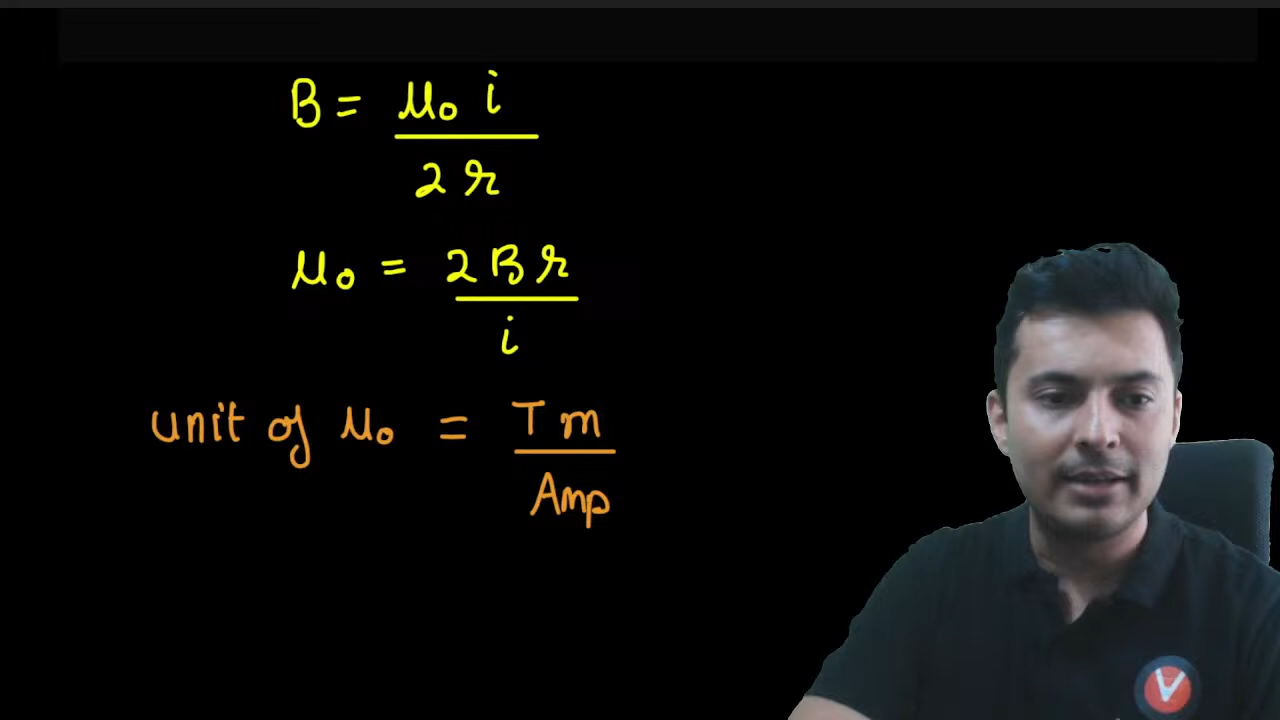 B = μ₀ i
2 r
μ₀ = 2 B r
i
unit of μ₀ = T m
Amp
V